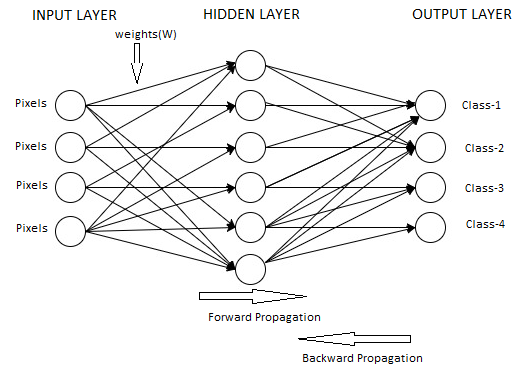 INPUT LAYER
HIDDEN LAYER
OUTPUT LAYER
weights(W)
Pixels
Class-1
Pixels
Class-2
Pixels
Class-3
Pixels
Class-4
Forward Propagation
Backward Propagation